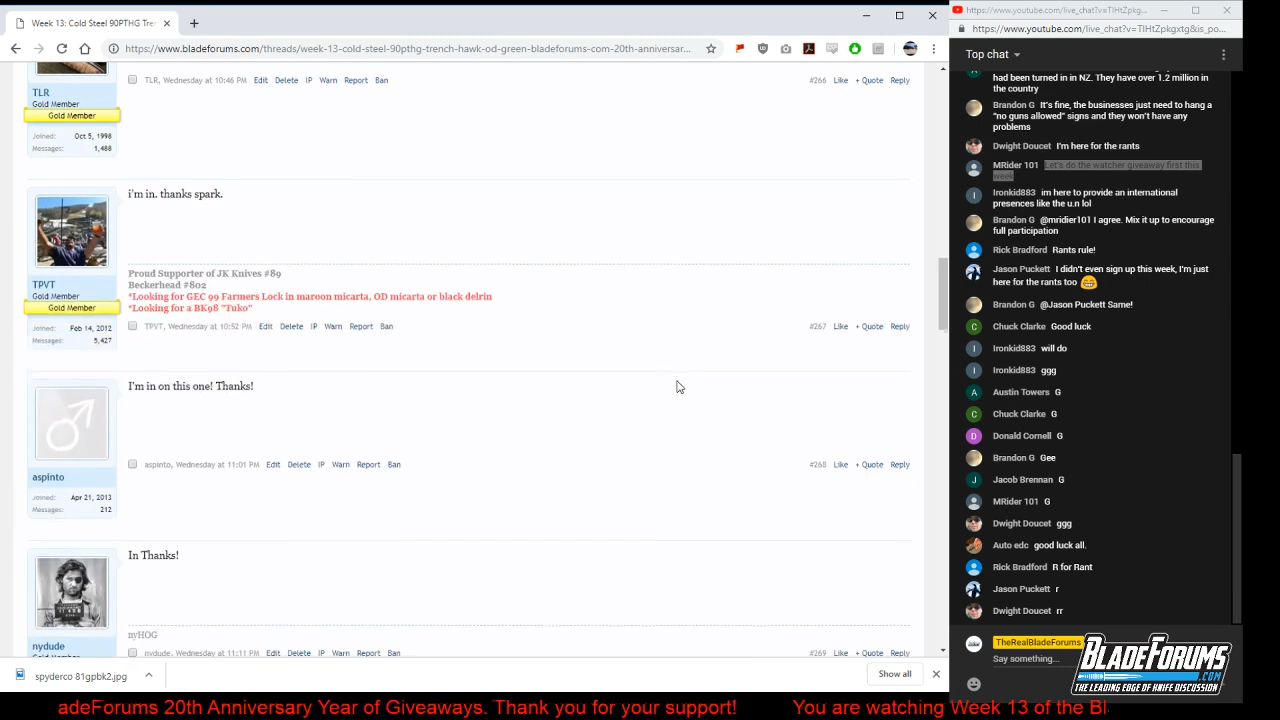 Week 13: Cold Steel 90PTHG Tre
https://www.youtube.com/live_chat?v=TlHtZpkg...
https://www.bladeforums.com/threads/week-13-cold-steel-90pthg-trench-hawk-od-green-bladeforums-com-20th-anniversar...
https://www.youtube.com/live_chat?v=TlHtZpkgxtg&is_po...
Top chat
TLR
Gold Member
Gold Member
Joined: Oct 5, 1998
Messages: 1,488
TLR, Wednesday at 10:46 PM Edit Delete IP Warn Report Ban
#266 Like + Quote Reply
i'm in. thanks spark.
Proud Supporter of JK Knives #89
Beckerhead #802
*Looking for GEC 99 Farmers Lock in maroon micarta, OD micarta or black delrin
*Looking for a BK98 "Tuko"
TPVT
Gold Member
Gold Member
Joined: Feb 14, 2012
Messages: 5,427
TPVT, Wednesday at 10:52 PM Edit Delete IP Warn Report Ban
#267 Like + Quote Reply
I'm in on this one! Thanks!
aspinto
Joined: Apr 21, 2013
Messages: 212
aspinto, Wednesday at 11:01 PM Edit Delete IP Warn Report Ban
#268 Like + Quote Reply
In Thanks!
nyHOG
nydude
nydude, Wednesday at 11:11 PM Edit Delete IP Warn Report Ban
#269 Like + Quote Reply
spyderco 81gpbk2.jpg
Show all
had been turned in in NZ. They have over 1.2 million in
the country
Brandon G It's fine, the businesses just need to hang a
"no guns allowed" signs and they won't have any
problems
Dwight Doucet I'm here for the rants
MRider 101 Let's do the watcher giveaway first this
week
Ironkid883 im here to provide an international
presences like the u.n lol
Brandon G @mridier101 I agree. Mix it up to encourage
full participation
Rick Bradford Rants rule!
Jason Puckett I didn't even sign up this week, I'm just
here for the rants too
Brandon G @Jason Puckett Same!
Chuck Clarke Good luck
Ironkid883 will do
Ironkid883 ggg
Austin Towers G
Chuck Clarke G
Donald Cornell G
Brandon G Gee
Jacob Brennan G
MRider 101 G
Dwight Doucet ggg
Auto edc good luck all.
Rick Bradford R for Rant
Jason Puckett r
Dwight Doucet rr
TheRealBladeForums
Say something...
BLADEFORUMS
.COM
THE LEADING EDGE OF KNIFE DISCUSSION
adeForums 20th Anniversary Year of Giveaways. Thank you for your support! You are watching Week 13 of the Bl